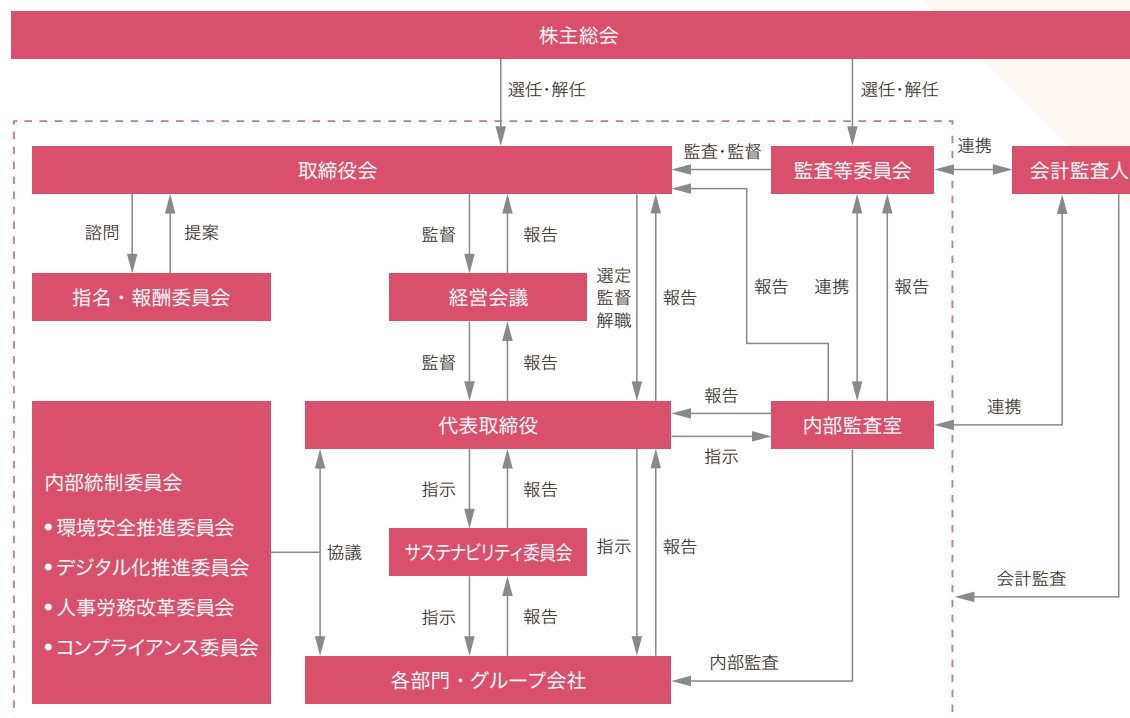 株主総会
選任・解任
選任・解任
取締役会
監査・監督
監査等委員会
連携
会計監査人
諮問
提案
監督
報告
選定
監督
解職
報告
報告
連携
報告
指名・報酬委員会
経営会議
監督
報告
報告
連携
代表取締役
内部監査室
指示
内部統制委員会
•環境安全推進委員会
•デジタル化推進委員会
•人事労務改革委員会
•コンプライアンス委員会
協議
指示
報告
サステナビリティ委員会
指示
報告
会計監査
指示
報告
内部監査
各部門・グループ会社